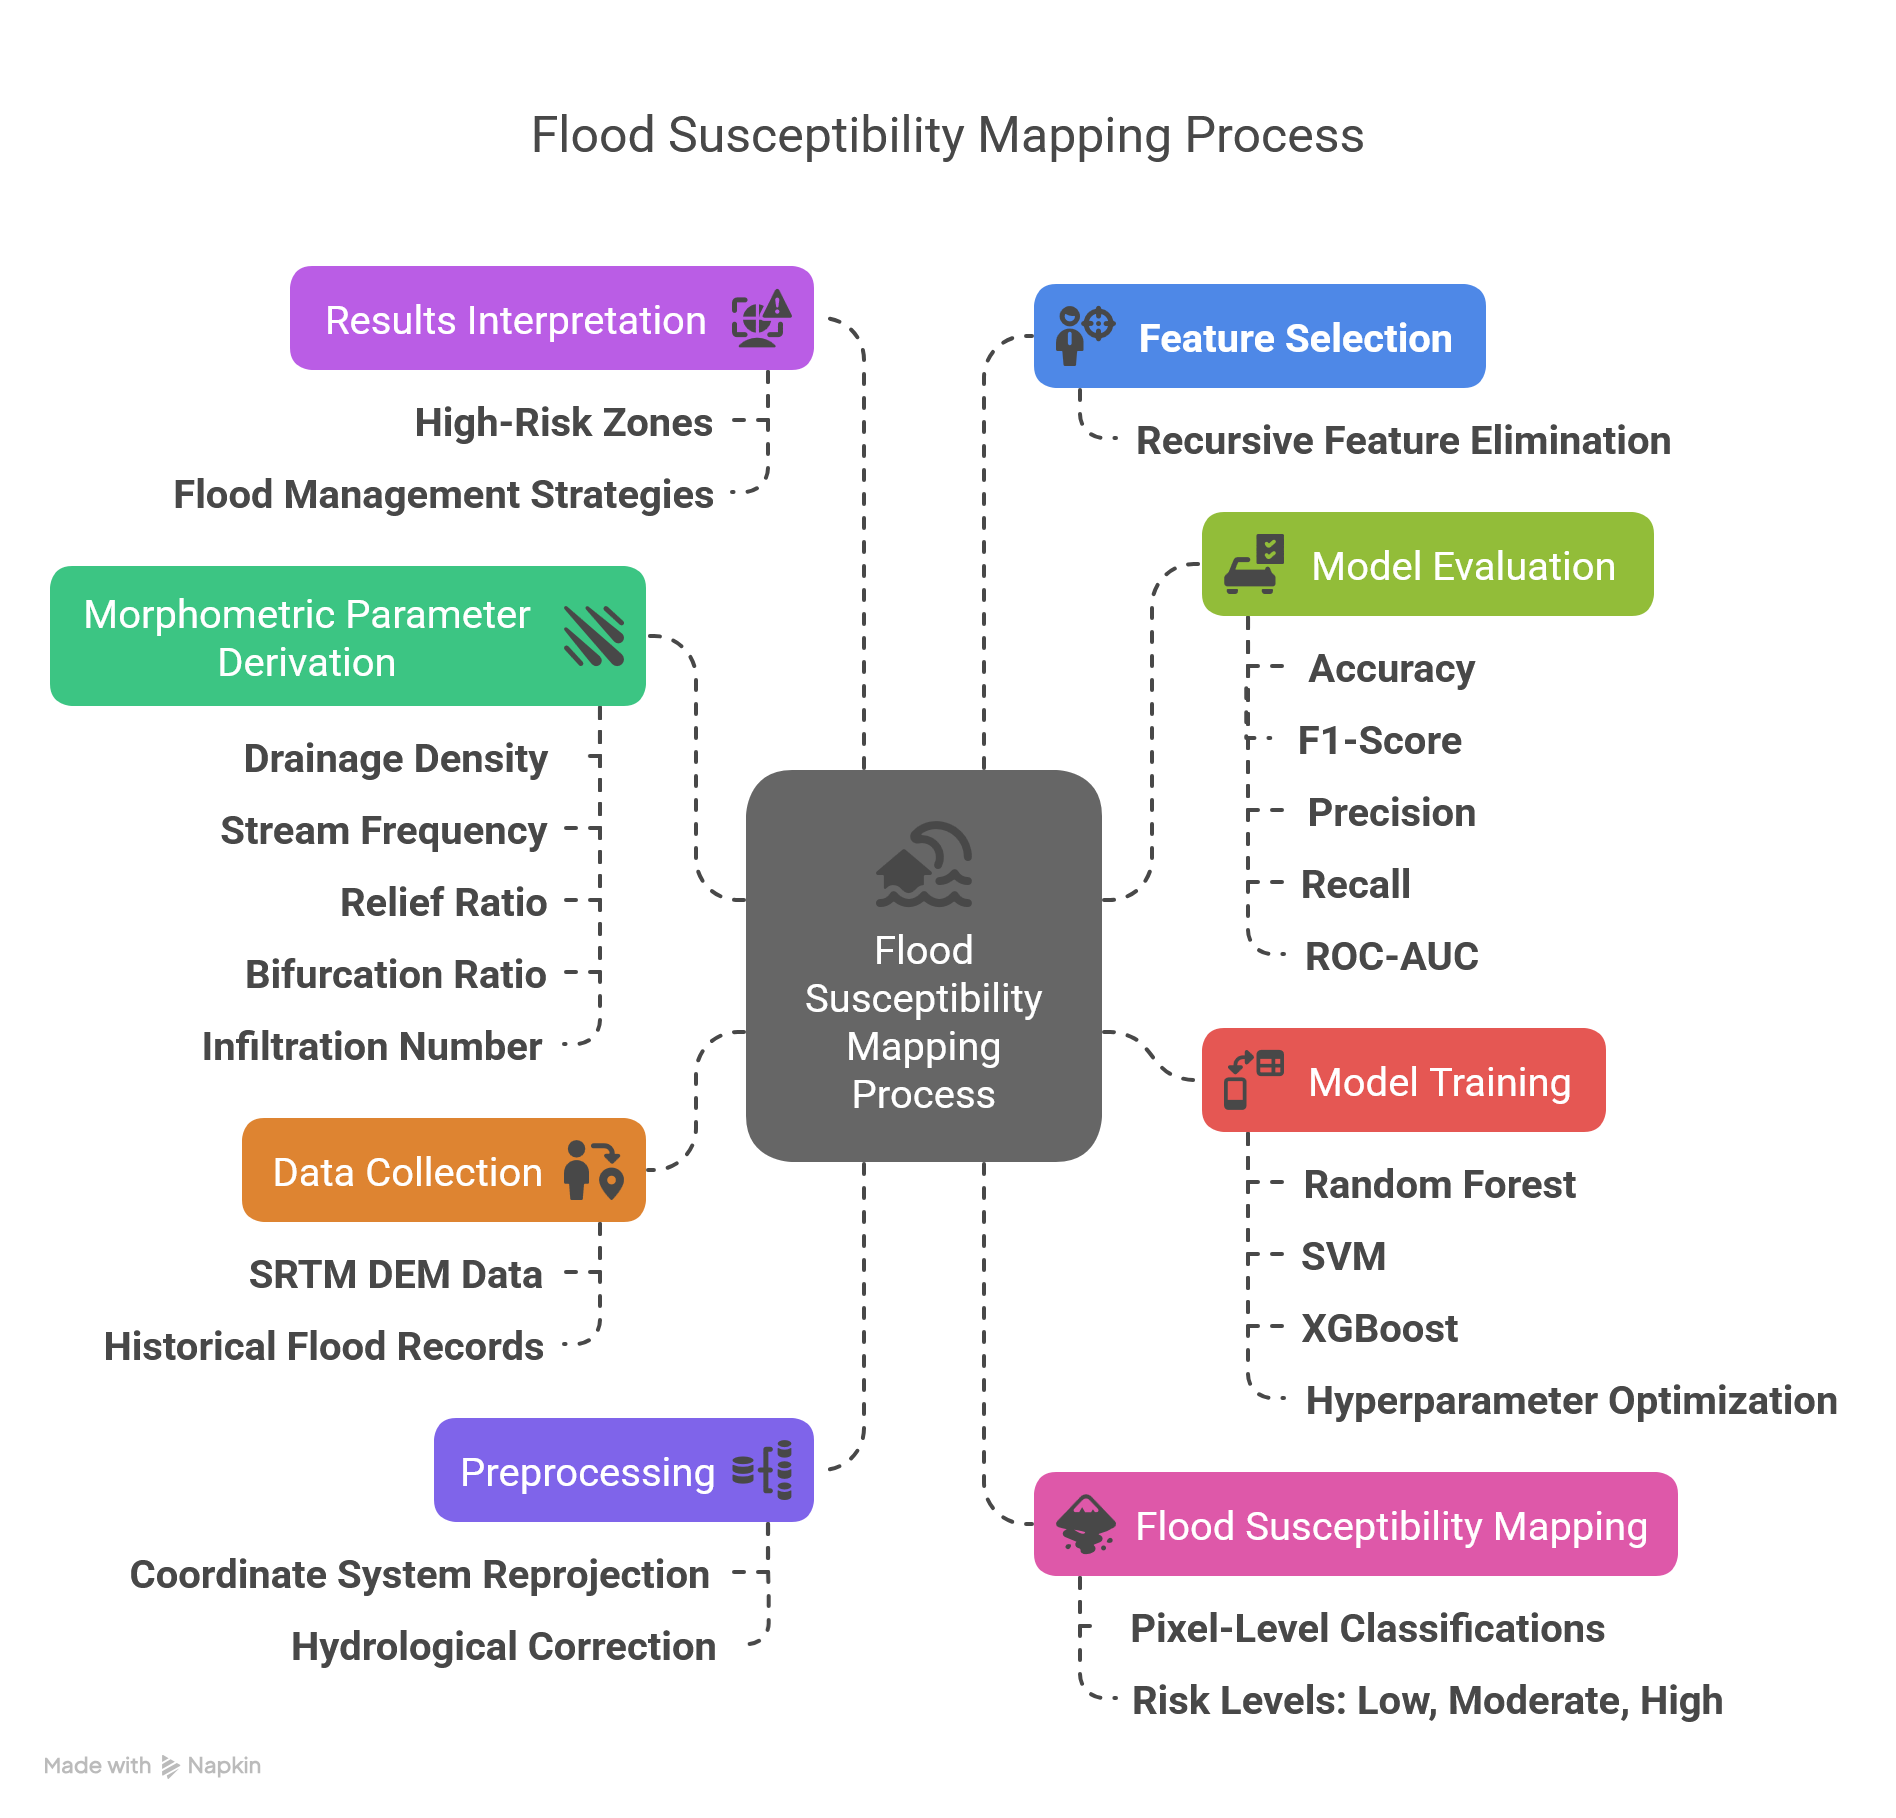 Flood Susceptibility Mapping Process
Results Interpretation
High-Risk Zones
Flood Management Strategies
Morphometric Parameter
Derivation
Drainage Density
Stream Frequency
Relief Ratio
Bifurcation Ratio
Infiltration Number
Data Collection
SRTM DEM Data
Historical Flood Records
Preprocessing
Coordinate System Reprojection
Hydrological Correction
Flood
Susceptibility
Mapping
Process
Feature Selection
Recursive Feature Elimination
Model Evaluation
Accuracy
F1-Score
Precision
Recall
ROC-AUC
Model Training
Random Forest
SVM
XGBoost
Hyperparameter Optimization
Flood Susceptibility Mapping
Pixel-Level Classifications
Risk Levels: Low, Moderate, High
Made with Napkin